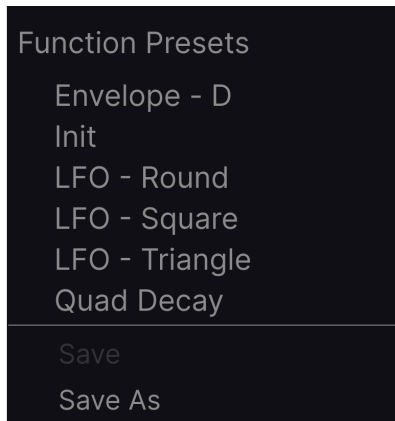 Function Presets
Envelope - D
Init
LFO - Round
LFO - Square
LFO - Triangle
Quad Decay
Save
Save As